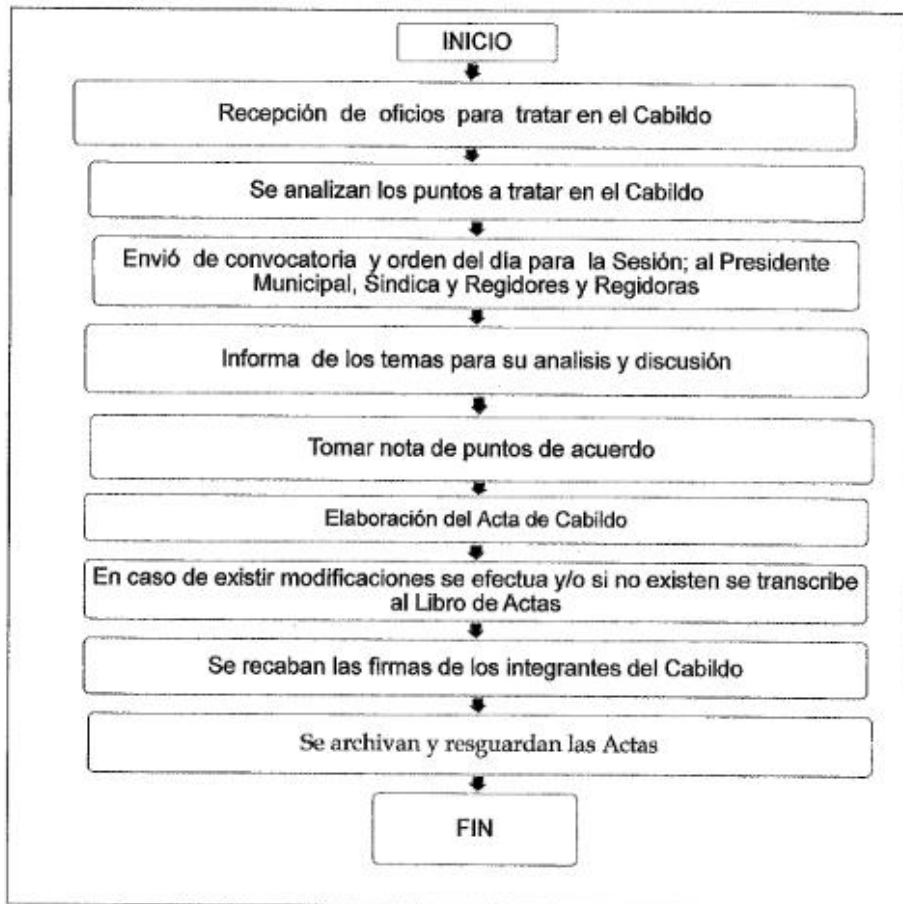 INICIO
Recepción de oficios para tratar en el Cabildo
Se analizan los puntos a tratar en el Cabildo
Envió de convocatoria y orden del día para la Sesión; al Presidente
Municipal, Sindica y Regidores y Regidoras
Informa de los temas para su analisis y discusión
Tomar nota de puntos de acuerdo
Elaboración del Acta de Cabildo
En caso de existir modificaciones se efectua y/o si no existen se transcribe
al Libro de Actas
Se recaban las firmas de los integrantes del Cabildo
Se archivan y resguardan las Actas
FIN